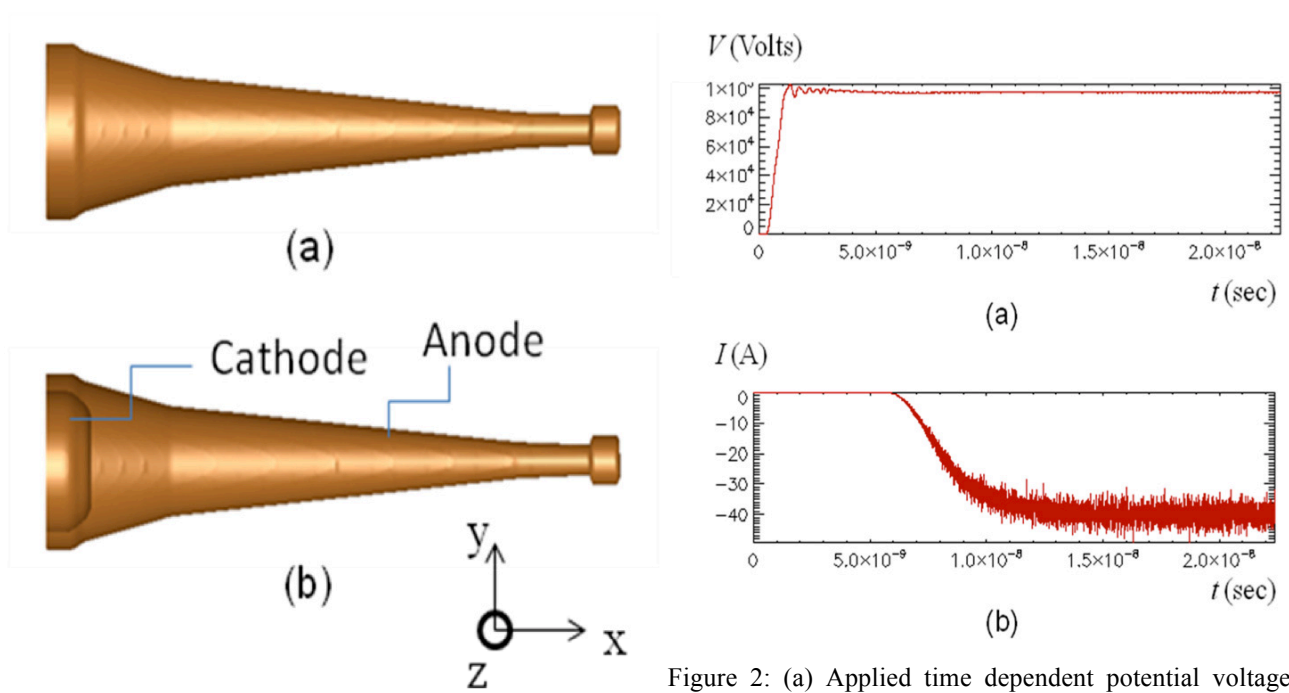 (a)
Cathode
Anode
(b)
y
x
z
V (Volts)
1×10⁵
8×10⁴
6×10⁴
4×10⁴
2×10⁴
0
0
5.0×10⁻⁹
1.0×10⁻⁸
1.5×10⁻⁸
2.0×10⁻⁸
t (sec)
(a)
I (A)
0
−10
−20
−30
−40
0
5.0×10⁻⁹
1.0×10⁻⁸
1.5×10⁻⁸
2.0×10⁻⁸
t (sec)
(b)
Figure 2: (a) Applied time dependent potential voltage